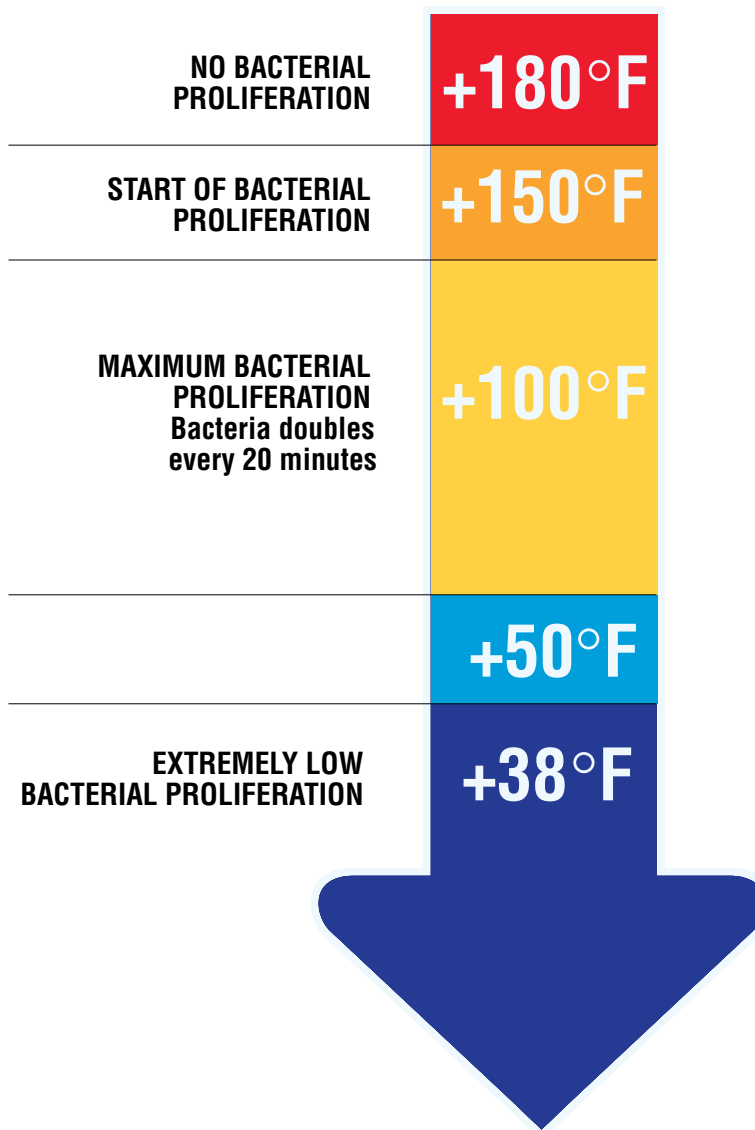 NO BACTERIAL
PROLIFERATION
+180°F
START OF BACTERIAL
PROLIFERATION
+150°F
MAXIMUM BACTERIAL
PROLIFERATION
Bacteria doubles
every 20 minutes
+100°F
+50°F
EXTREMELY LOW
BACTERIAL PROLIFERATION
+38°F